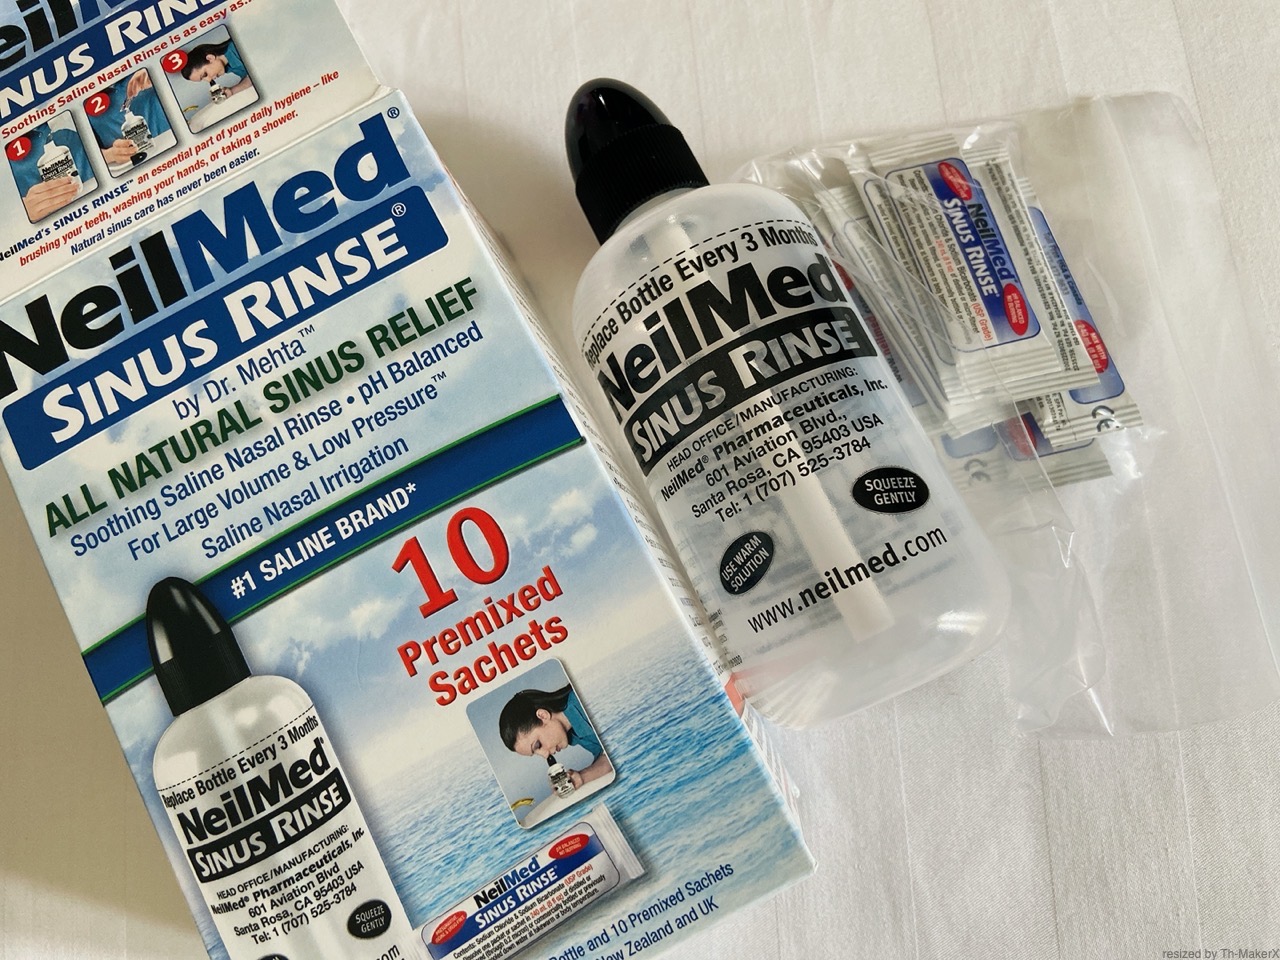 NeilMed
SINUS RINSE
Soothing Saline Nasal Rinse is as easy as...
1
2
3
NeilMed's SINUS RINSE™ an essential part of your daily hygiene – like
brushing your teeth, washing your hands, or taking a shower.
Natural sinus care has never been easier.
NeilMed®
SINUS RINSE®
by Dr. Mehta™
ALL NATURAL SINUS RELIEF
Soothing Saline Nasal Rinse • pH Balanced
For Large Volume & Low Pressure™
Saline Nasal Irrigation
#1 SALINE BRAND*
10
Premixed
Sachets
Replace Bottle Every 3 Months
NeilMed®
SINUS RINSE
HEAD OFFICE/MANUFACTURING:
NeilMed® Pharmaceuticals, Inc
601 Aviation Blvd
Santa Rosa, CA 95403 USA
Tel: 1 (707) 525-3784
SQUEEZE
GENTLY
NeilMed
SINUS RINSE
Contents: Sodium Chloride & Sodium Bicarbonate (USP Grade)
Bottle and 10 Premixed Sachets
New Zealand and UK
Replace Bottle Every 3 Months
NeilMed
SINUS RINSE
HEAD OFFICE/MANUFACTURING:
NeilMed® Pharmaceuticals, Inc.
601 Aviation Blvd.,
Santa Rosa, CA 95403 USA
Tel: 1 (707) 525-3784
SQUEEZE
GENTLY
USE WARM
SOLUTION
www.neilmed.com
NeilMed
SINUS RINSE
CE
resized by Th-MakerX